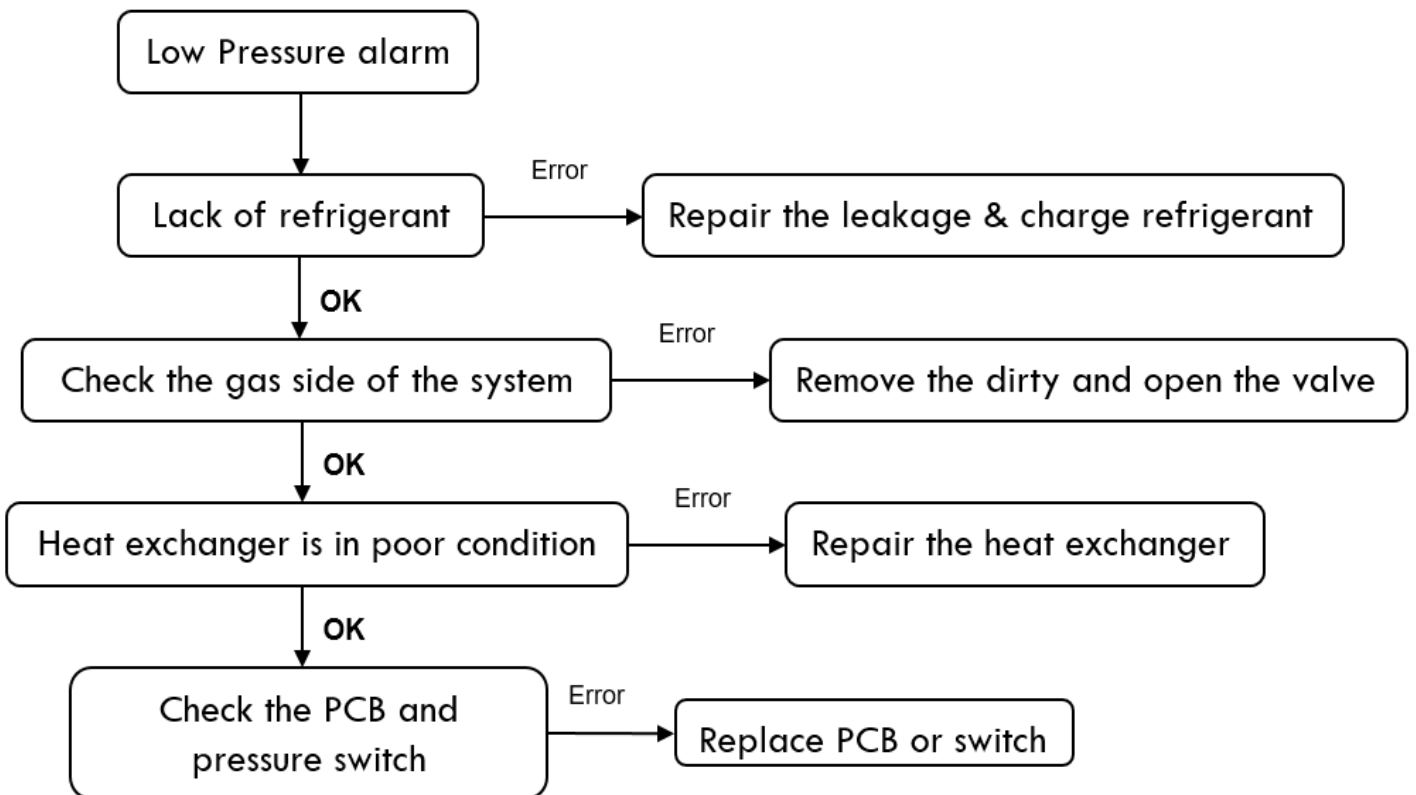 Low Pressure alarm
Error
Lack of refrigerant
Repair the leakage & charge refrigerant
OK
Error
Check the gas side of the system
Remove the dirty and open the valve
OK
Error
Heat exchanger is in poor condition
Repair the heat exchanger
OK
Error
Check the PCB and
pressure switch
Replace PCB or switch